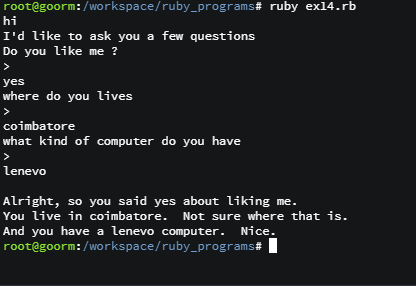 root@goorm:/workspace/ruby_programs# ruby ex14.rb
hi
I'd like to ask you a few questions
Do you like me ?
>
yes
where do you lives
>
coimbatore
what kind of computer do you have
>
lenevo
Alright, so you said yes about liking me.
You live in coimbatore.  Not sure where that is.
And you have a lenevo computer.  Nice.
root@goorm:/workspace/ruby_programs#